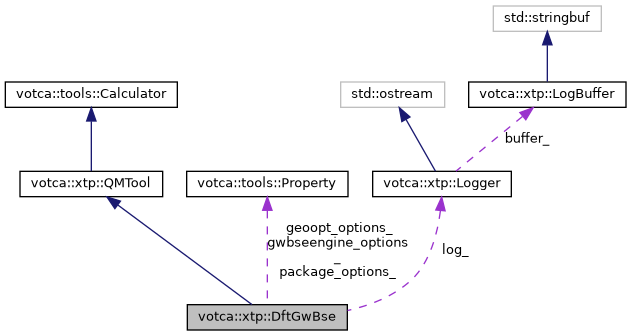 std::stringbuf
votca::tools::Calculator
std::ostream
votca::xtp::LogBuffer
buffer_
votca::xtp::QMTool
votca::tools::Property
votca::xtp::Logger
geoopt_options_
gwbseengine_options
_
package_options_
log_
votca::xtp::DftGwBse